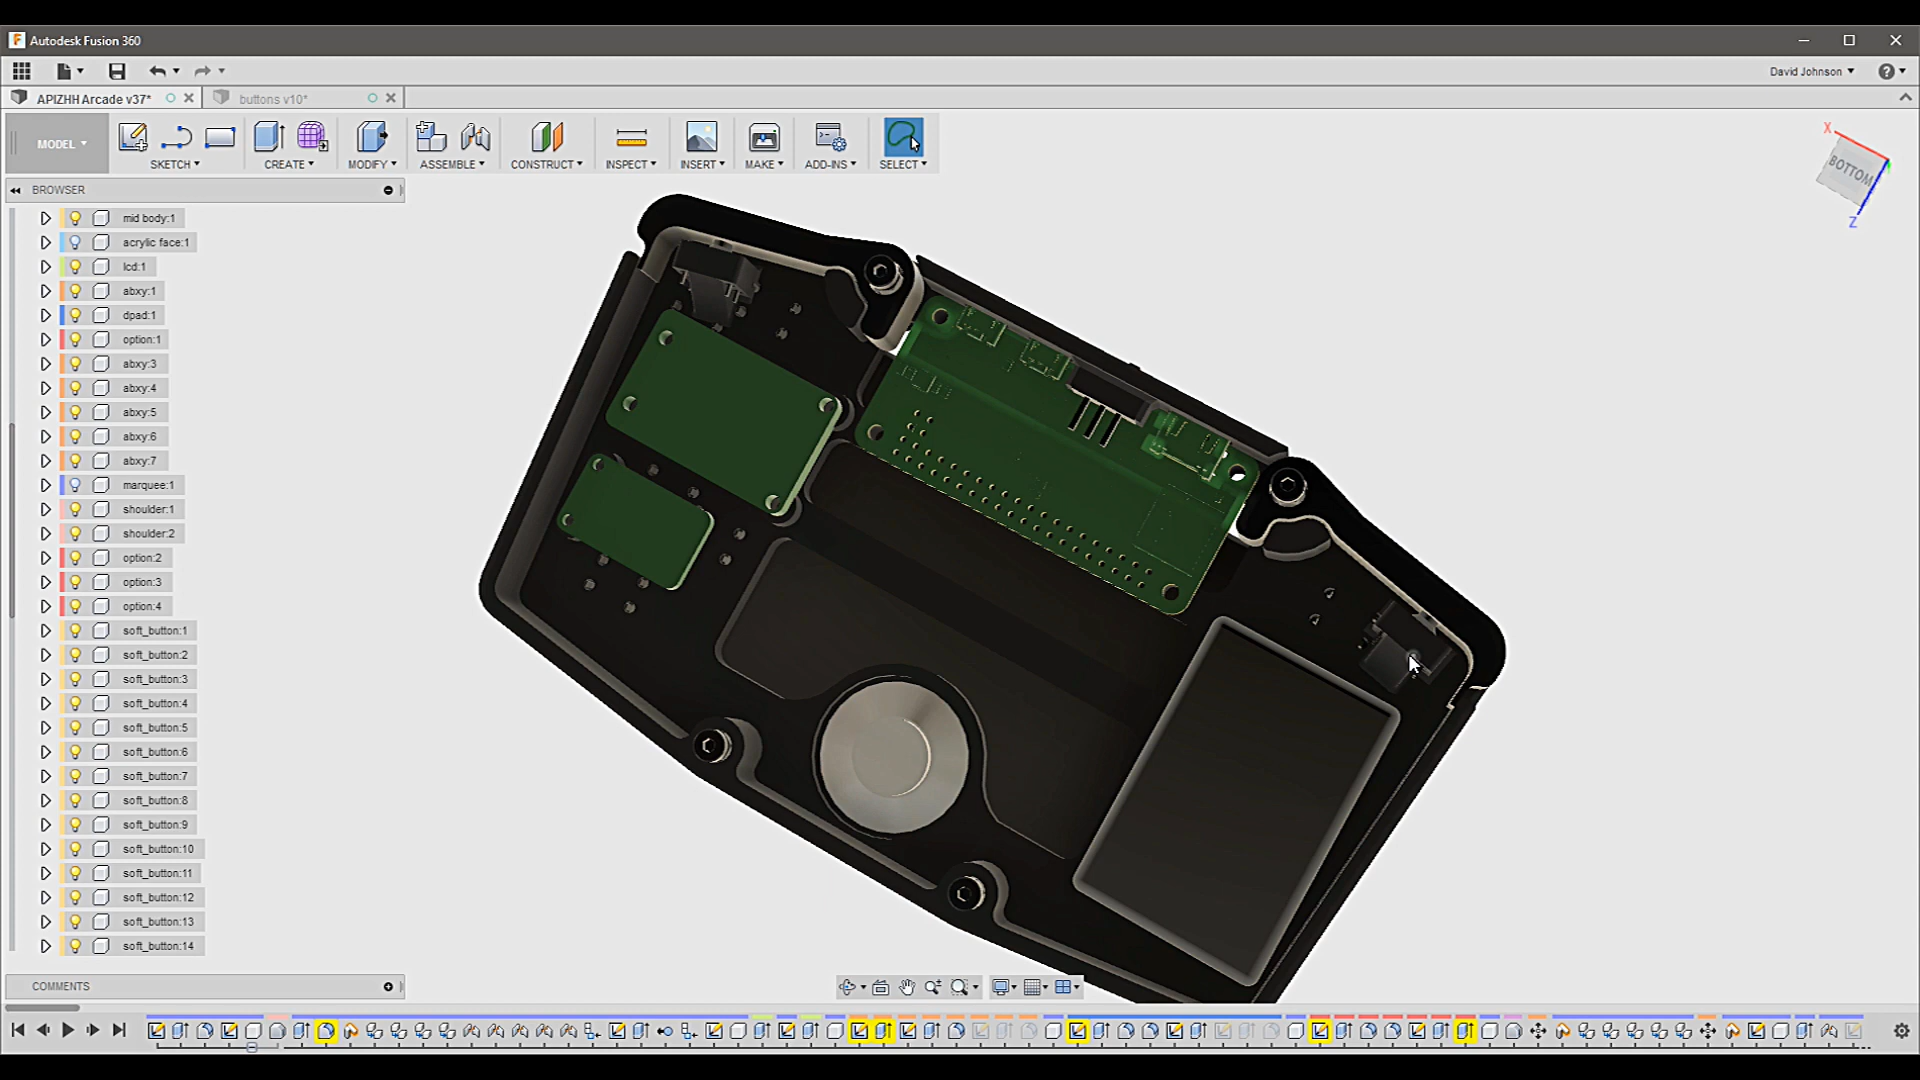 Autodesk Fusion 360
David Johnson
APIZHH Arcade v37*
buttons v10*
MODEL
SKETCH
CREATE
MODIFY
ASSEMBLE
CONSTRUCT
INSPECT
INSERT
MAKE
ADD-INS
SELECT
X
BOTTOM
Z
BROWSER
mid body:1
acrylic face:1
lcd:1
abxy:1
dpad:1
option:1
abxy:3
abxy:4
abxy:5
abxy:6
abxy:7
marquee:1
shoulder:1
shoulder:2
option:2
option:3
option:4
soft_button:1
soft_button:2
soft_button:3
soft_button:4
soft_button:5
soft_button:6
soft_button:7
soft_button:8
soft_button:9
soft_button:10
soft_button:11
soft_button:12
soft_button:13
soft_button:14
COMMENTS